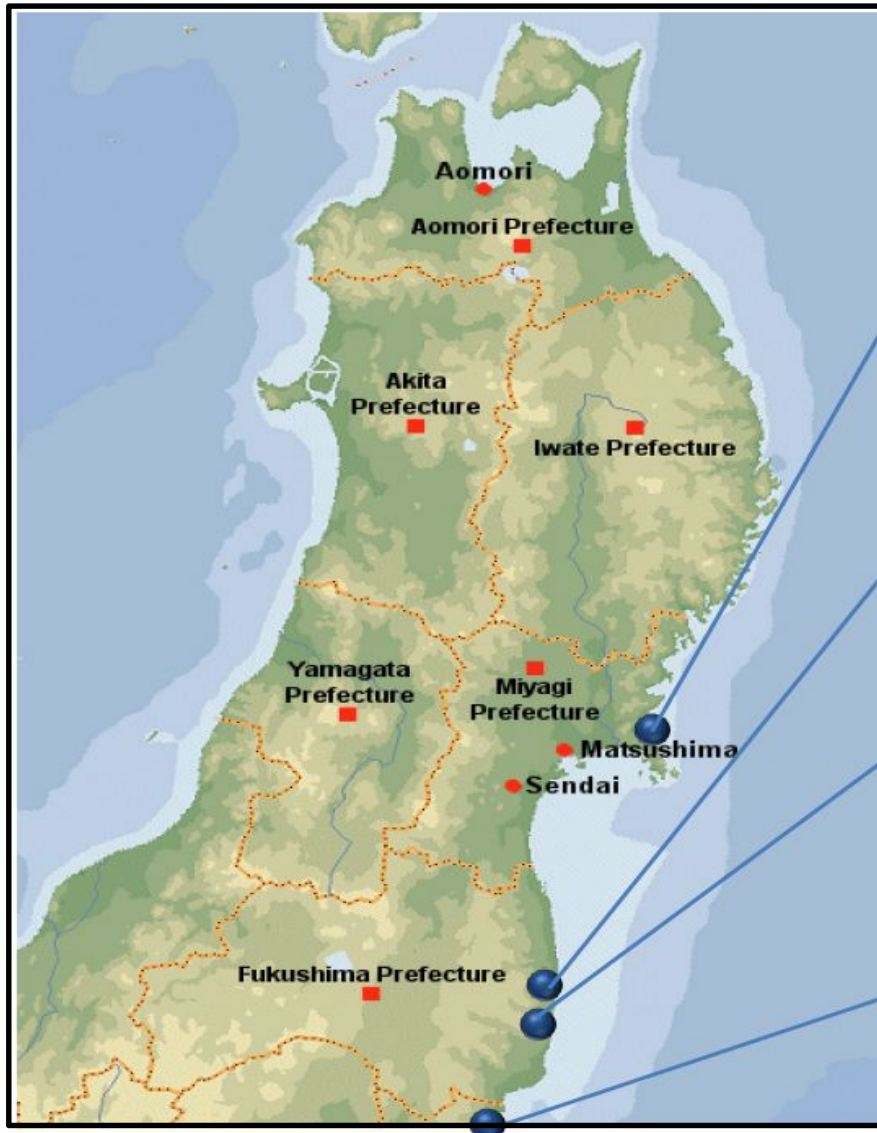 Aomori
Aomori Prefecture
Akita
Prefecture
Iwate Prefecture
Yamagata
Prefecture
Miyagi
Prefecture
Matsushima
Sendai
Fukushima Prefecture